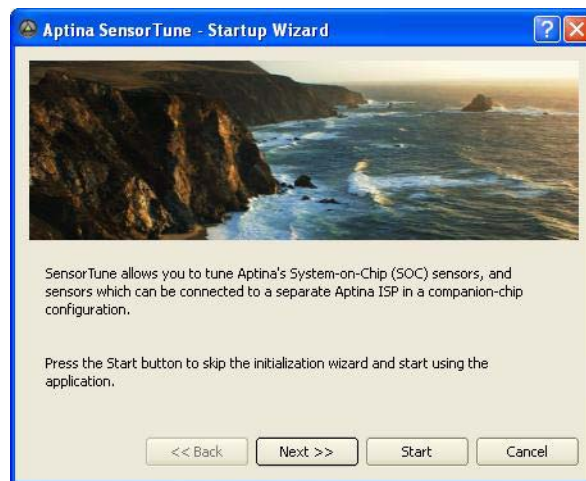 Aptina SensorTune - Startup Wizard
SensorTune allows you to tune Aptina's System-on-Chip (SOC) sensors, and
sensors which can be connected to a separate Aptina ISP in a companion-chip
configuration.
Press the Start button to skip the initialization wizard and start using the
application.
<< Back Next >> Start Cancel